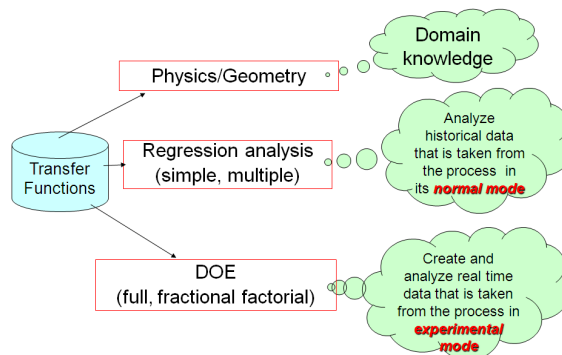 Domain
knowledge
Physics/Geometry
Analyze
historical data
that is taken from
the process in
its normal mode
Regression analysis
(simple, multiple)
Transfer
Functions
DOE
(full, fractional factorial)
Create and
analyze real time
data that is taken
from the process in
experimental
mode